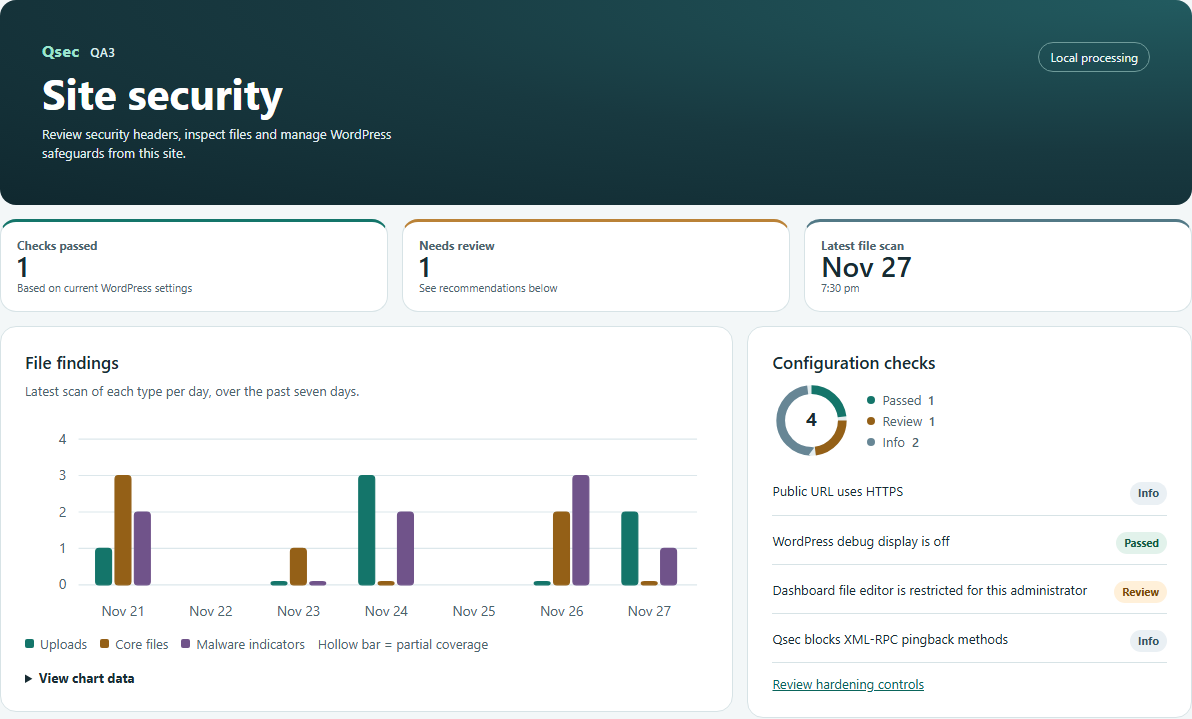 Qsec QA3
Local processing
Site security
Review security headers, inspect files and manage WordPress
safeguards from this site.
Checks passed
1
Based on current WordPress settings
Needs review
1
See recommendations below
Latest file scan
Nov 27
7:30 pm
File findings
Latest scan of each type per day, over the past seven days.
4
3
2
1
0
Nov 21 Nov 22 Nov 23 Nov 24 Nov 25 Nov 26 Nov 27
Uploads Core files Malware indicators Hollow bar = partial coverage
View chart data
Configuration checks
4
Passed 1
Review 1
Info 2
Public URL uses HTTPS Info
WordPress debug display is off Passed
Dashboard file editor is restricted for this administrator Review
Qsec blocks XML-RPC pingback methods Info
Review hardening controls